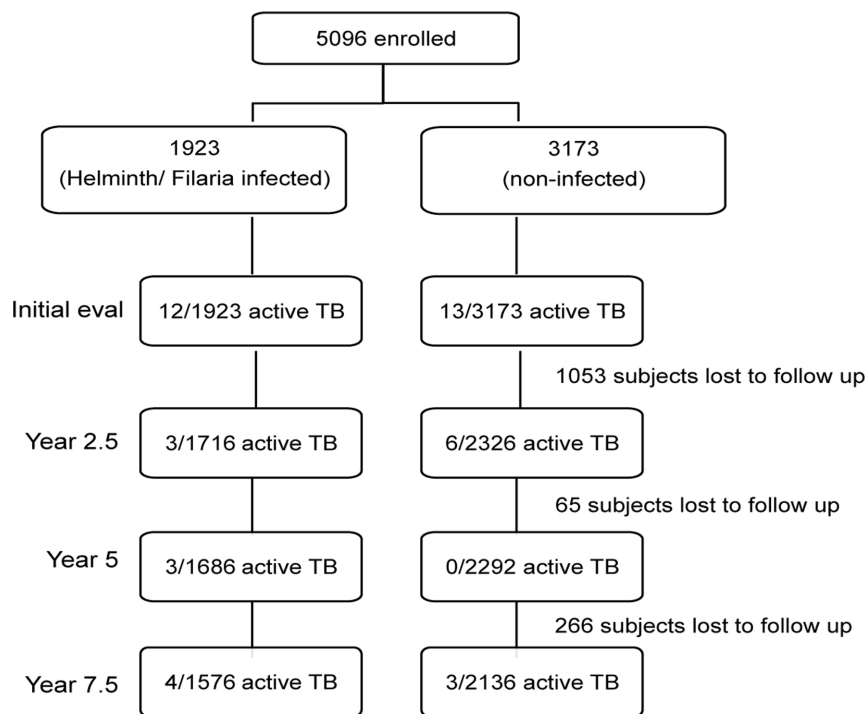 5096 enrolled
1923
(Helminth/ Filaria infected)
3173
(non-infected)
Initial eval
12/1923 active TB
13/3173 active TB
1053 subjects lost to follow up
Year 2.5
3/1716 active TB
6/2326 active TB
65 subjects lost to follow up
Year 5
3/1686 active TB
0/2292 active TB
266 subjects lost to follow up
Year 7.5
4/1576 active TB
3/2136 active TB